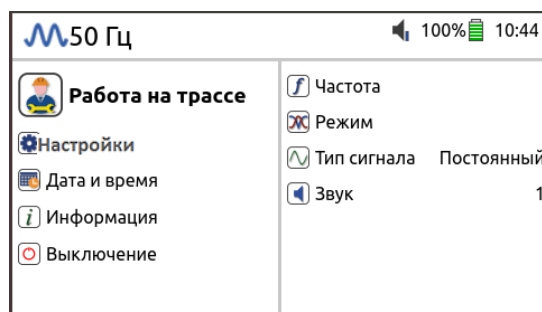 50 Гц 100% 10:44
Работа на трассе
Настройки
Дата и время
Информация
Выключение
Частота
Режим
Тип сигнала Постоянный
Звук 1